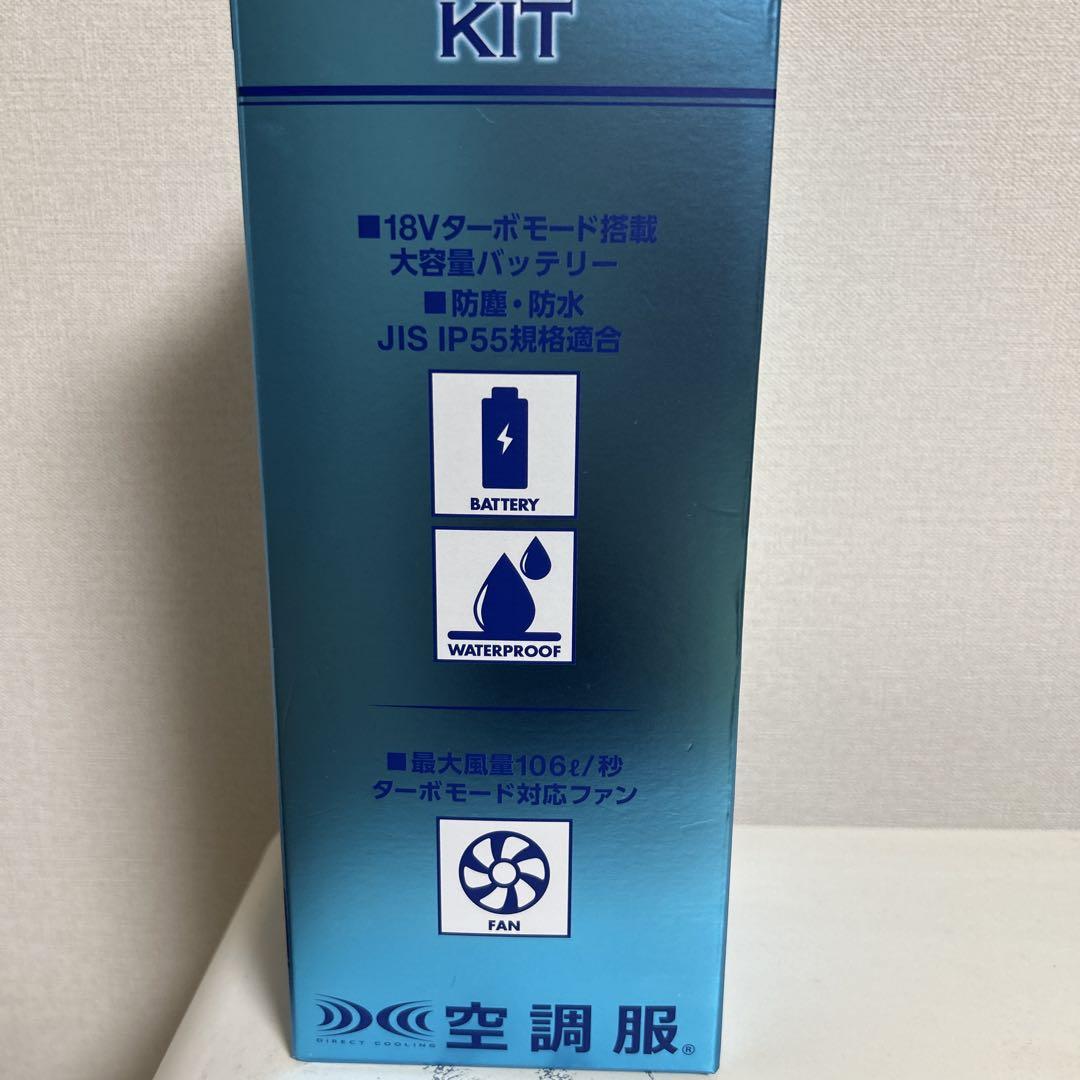 KIT
■18Vターボモード搭載
大容量バッテリー
■防塵・防水
JIS IP55規格適合
BATTERY
WATERPROOF
■最大風量106ℓ/秒
ターボモード対応ファン
FAN
DIRECT COOLING
空調服®